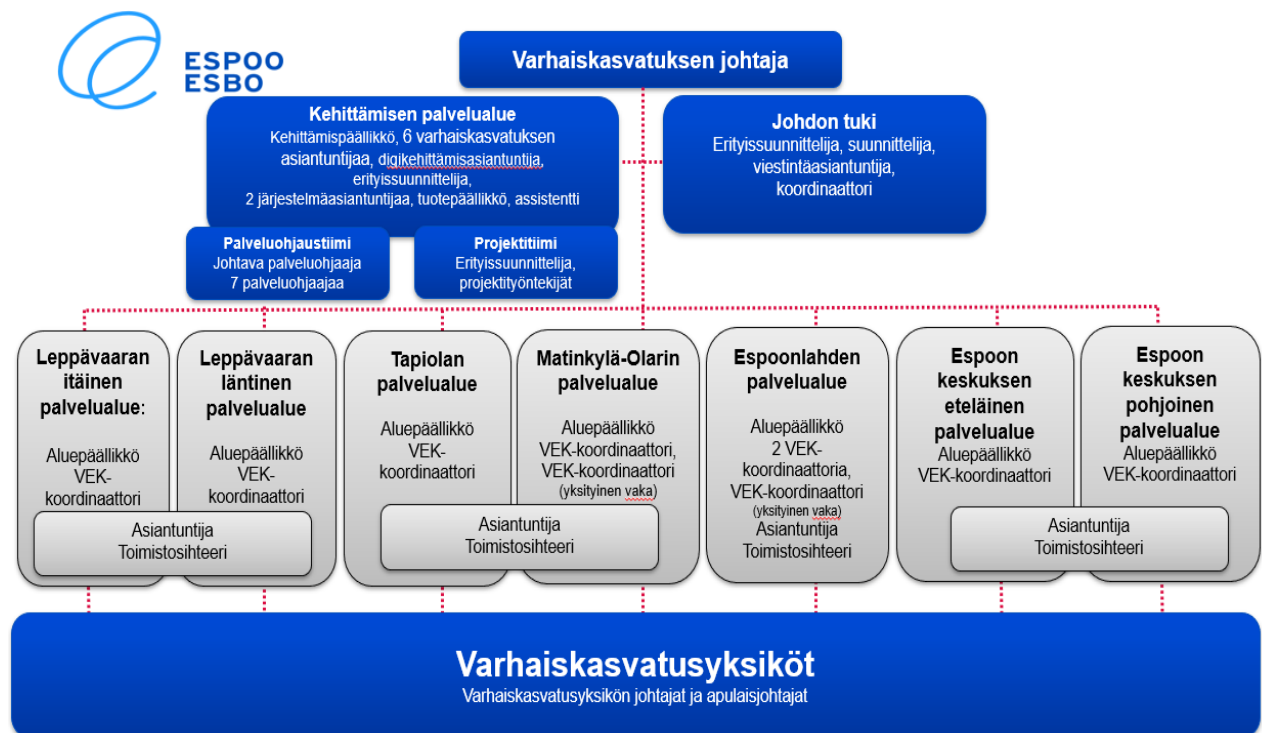 ESPOO
ESBO
Varhaiskasvatuksen johtaja
Kehittämisen palvelualue
Kehittämispäällikkö, 6 varhaiskasvatuksen
asiantuntijaa, digikehittämisasiantuntija,
erityissuunnittelija,
2 järjestelmäasiantuntijaa, tuotepäällikkö, assistentti
Johdon tuki
Erityissuunnittelija, suunnittelija,
viestintäasiantuntija,
koordinaattori
Palveluohjaustiimi
Johtava palveluohjaaja
7 palveluohjaajaa
Projektitiimi
Erityissuunnittelija,
projektityöntekijät
Leppävaaran
itäinen
palvelualue:
Aluepäällikkö
VEK-
koordinaattori
Leppävaaran
läntinen
palvelualue
Aluepäällikkö
VEK-
koordinaattori
Asiantuntija
Toimistosihteeri
Tapiolan
palvelualue
Aluepäällikkö
VEK-
koordinaattori
Matinkylä-Olarin
palvelualue
Aluepäällikkö
VEK-koordinaattori,
VEK-koordinaattori
(yksityinen vaka)
Asiantuntija
Toimistosihteeri
Espoonlahden
palvelualue
Aluepäällikkö
2 VEK-
koordinaattoria,
VEK-koordinaattori
(yksityinen vaka)
Asiantuntija
Toimistosihteeri
Espoon
keskuksen
eteläinen
palvelualue
Aluepäällikkö
VEK-koordinaattori
Espoon
keskuksen
pohjoinen
palvelualue
Aluepäällikkö
VEK-koordinaattori
Asiantuntija
Toimistosihteeri
Varhaiskasvatusyksiköt
Varhaiskasvatusyksikön johtajat ja apulaisjohtajat